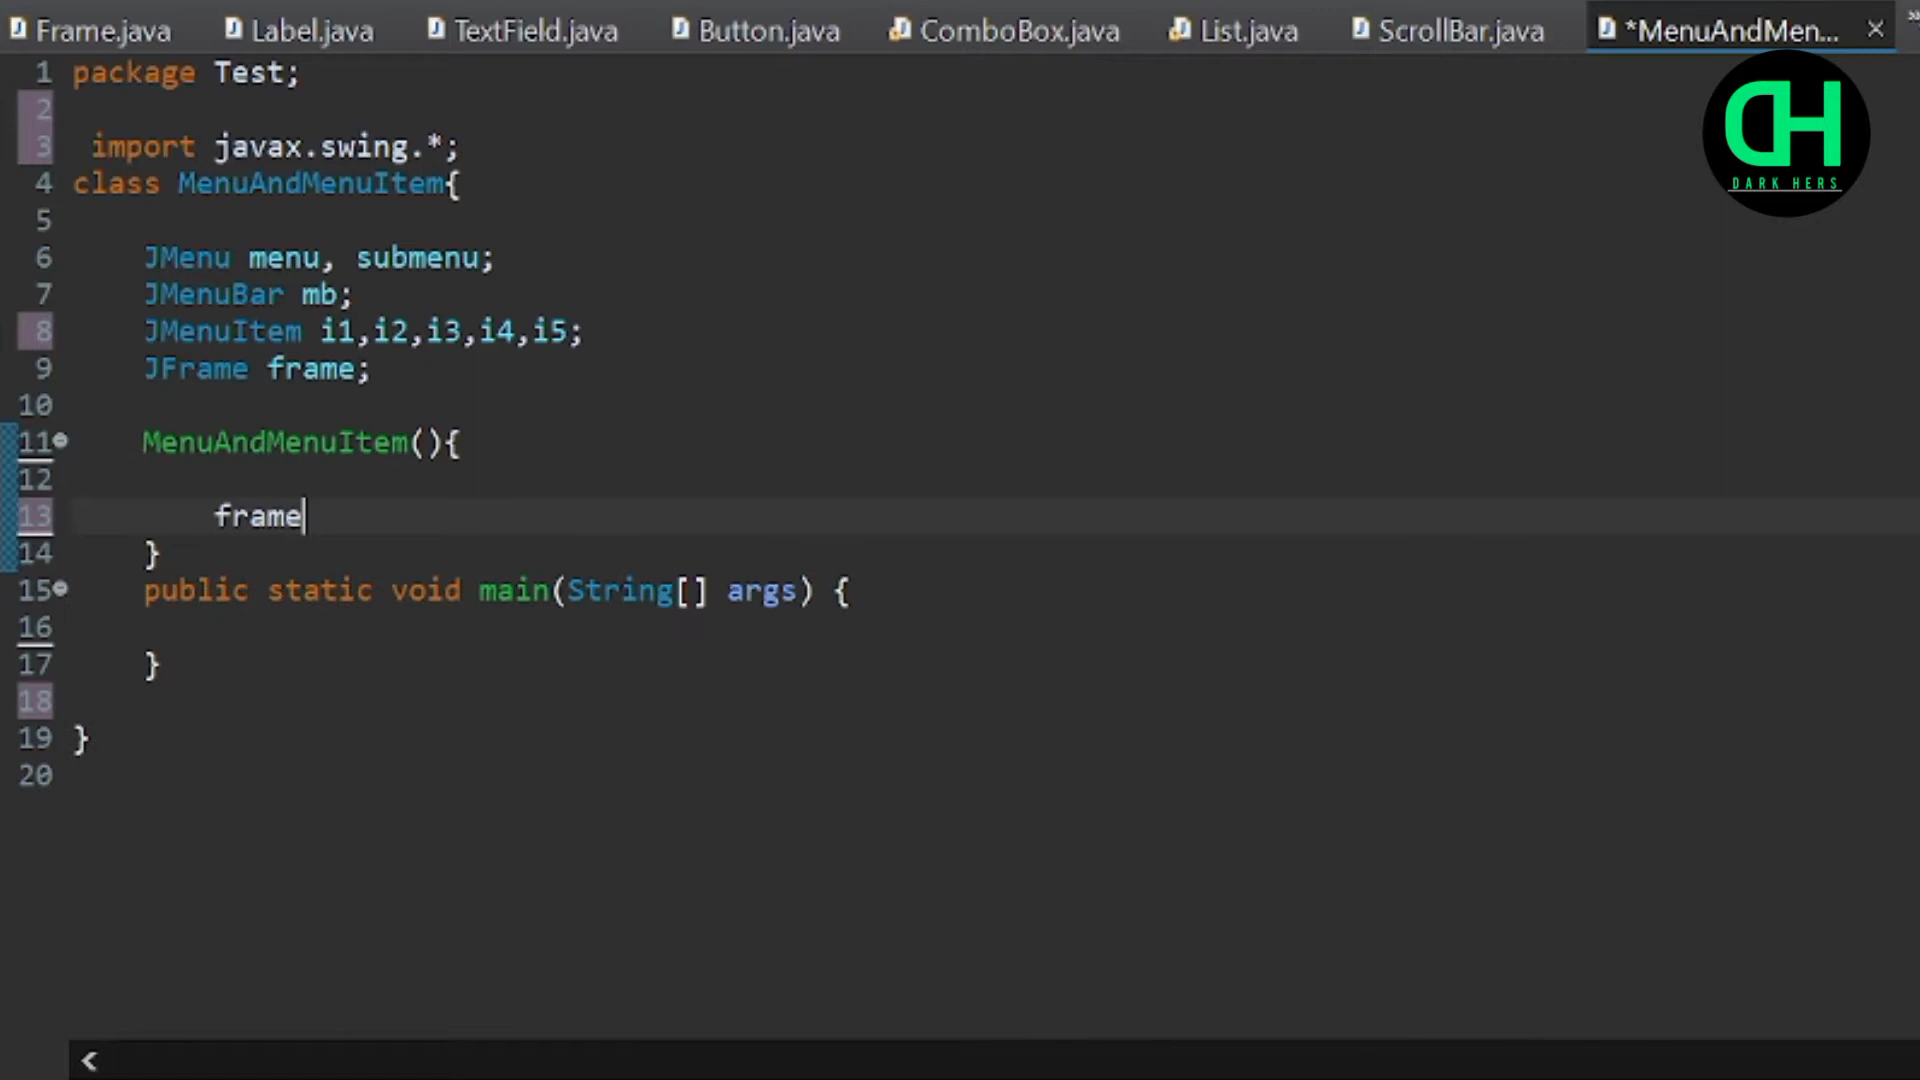 Frame.java Label.java TextField.java Button.java ComboBox.java List.java ScrollBar.java *MenuAndMen...
DH
DARK HERS
1 package Test;
2
3 import javax.swing.*;
4 class MenuAndMenuItem{
5
6 JMenu menu, submenu;
7 JMenuBar mb;
8 JMenuItem i1,i2,i3,i4,i5;
9 JFrame frame;
10
11 MenuAndMenuItem(){
12
13 frame
14 }
15 public static void main(String[] args) {
16
17 }
18
19 }
20